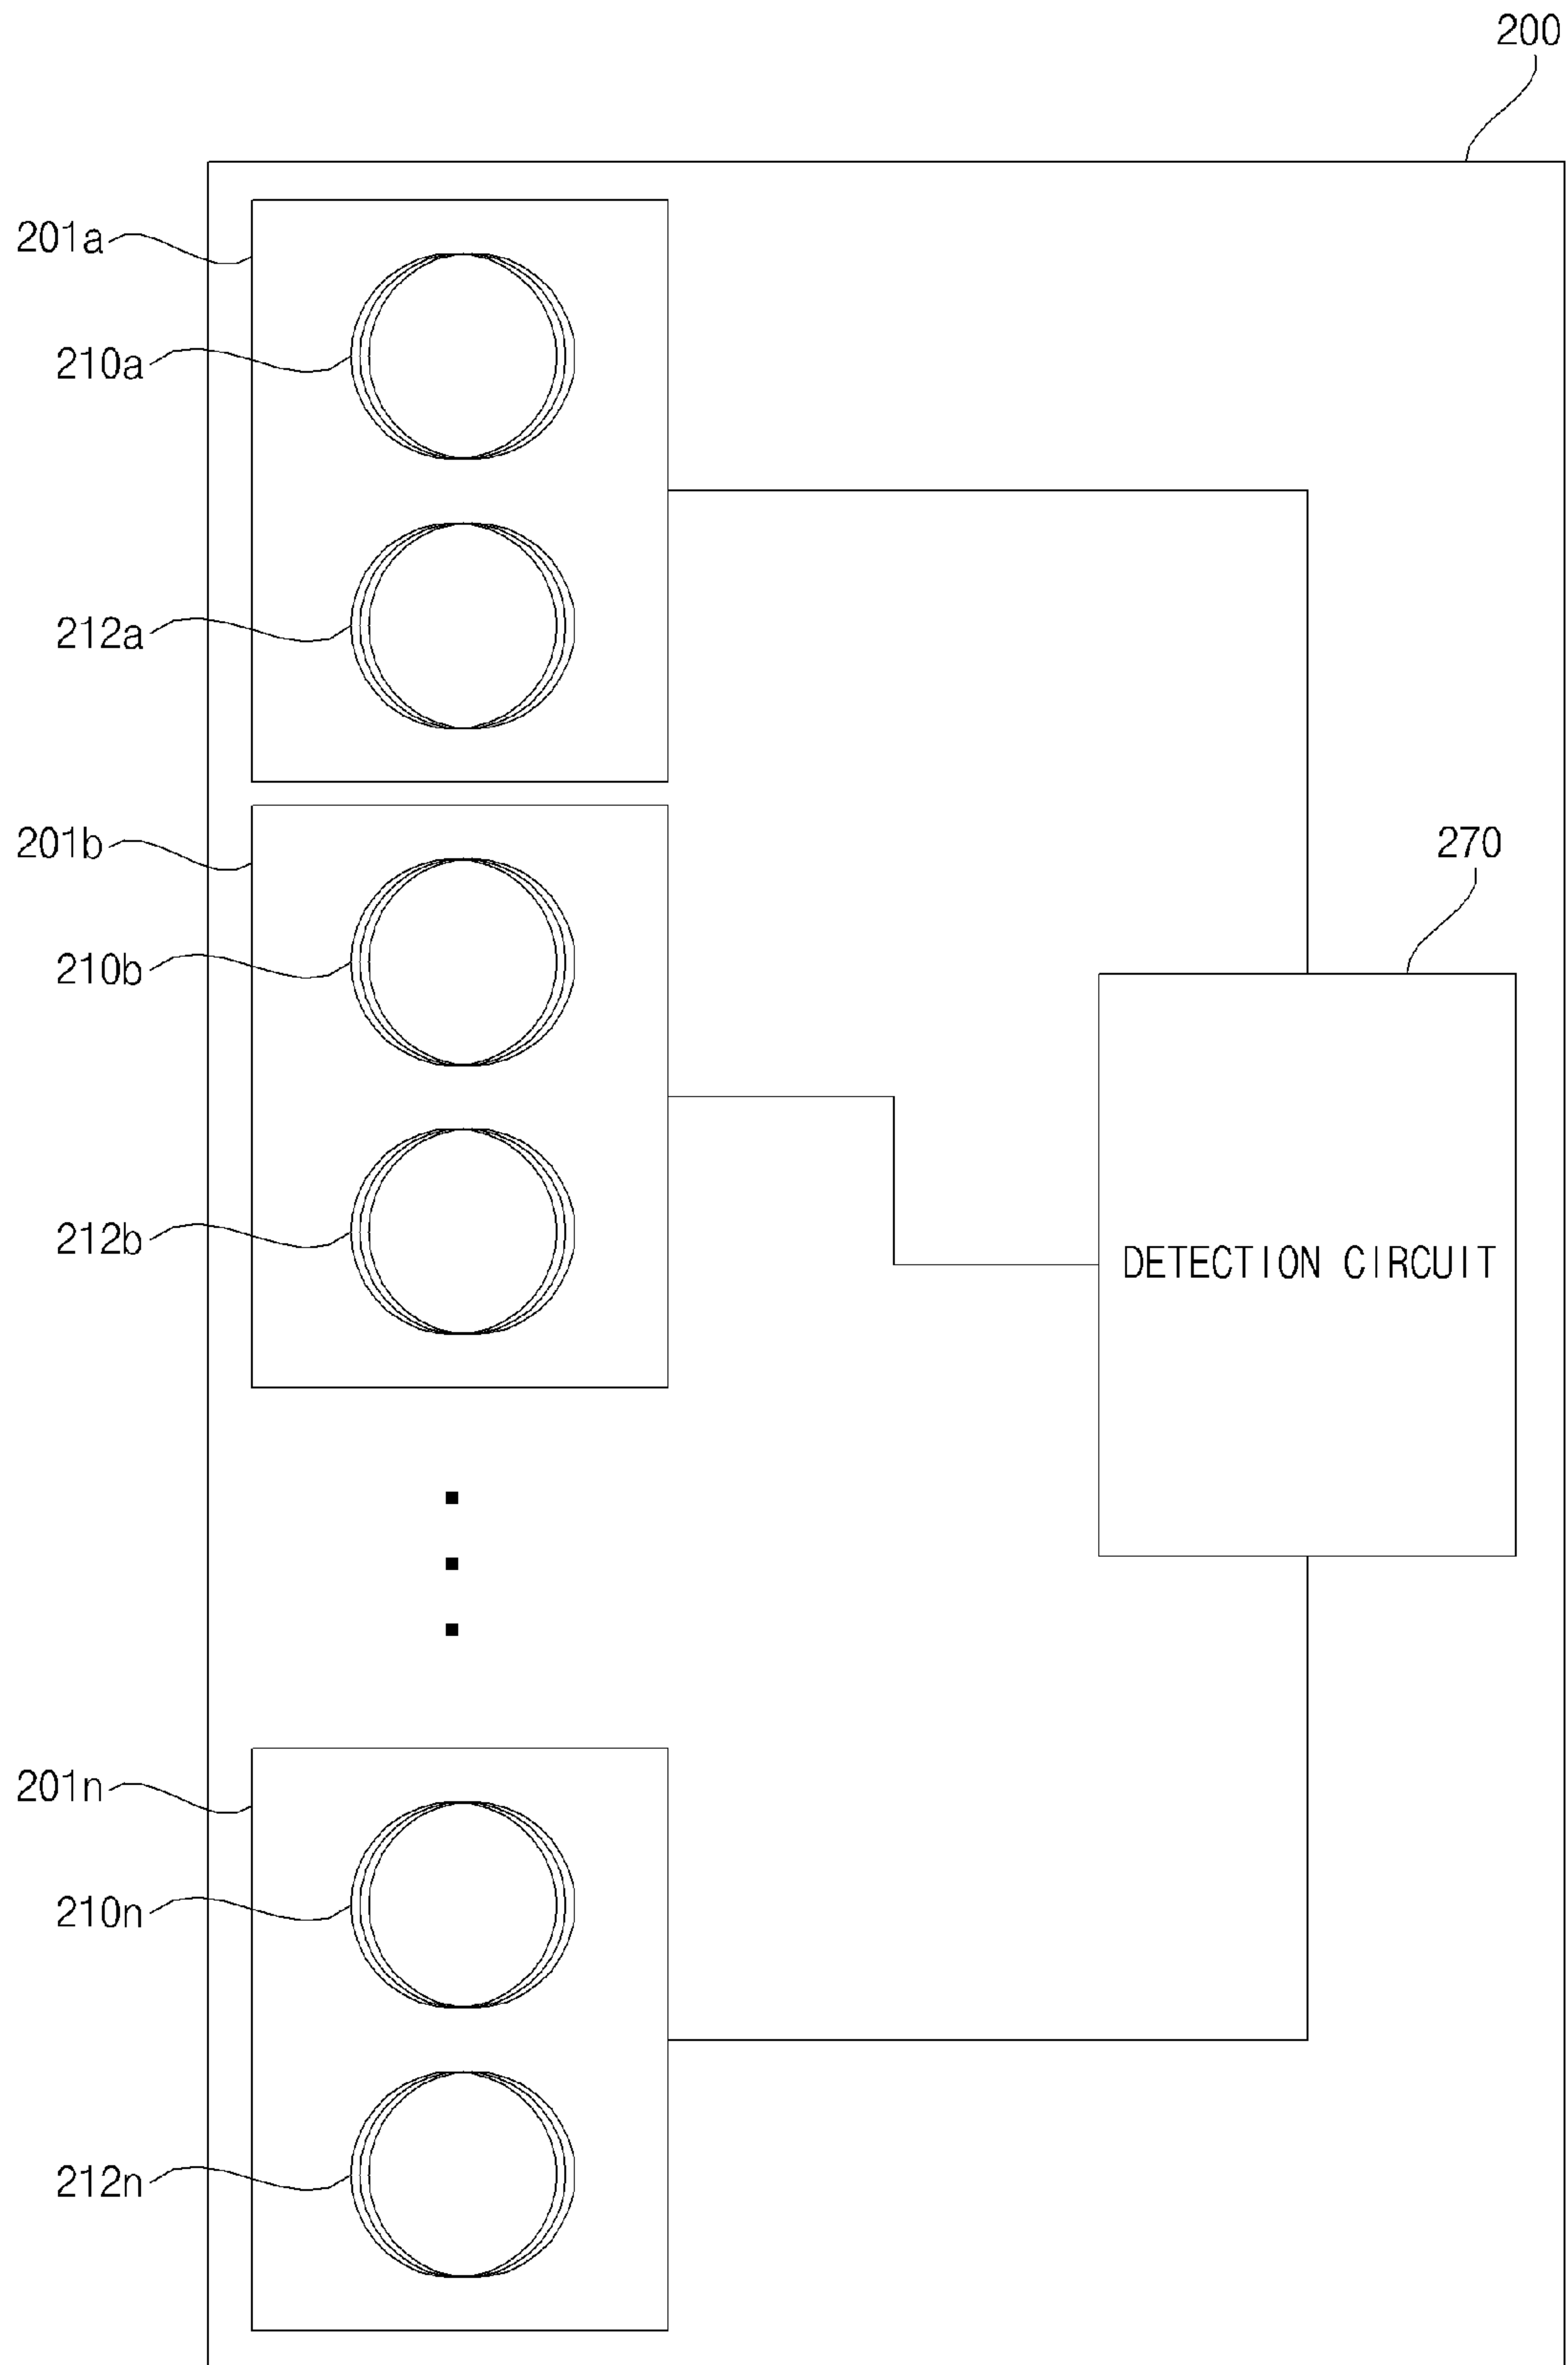 200
201a
210a
212a
201b
270
210b
212b
DETECTION CIRCUIT
201n
210n
212n